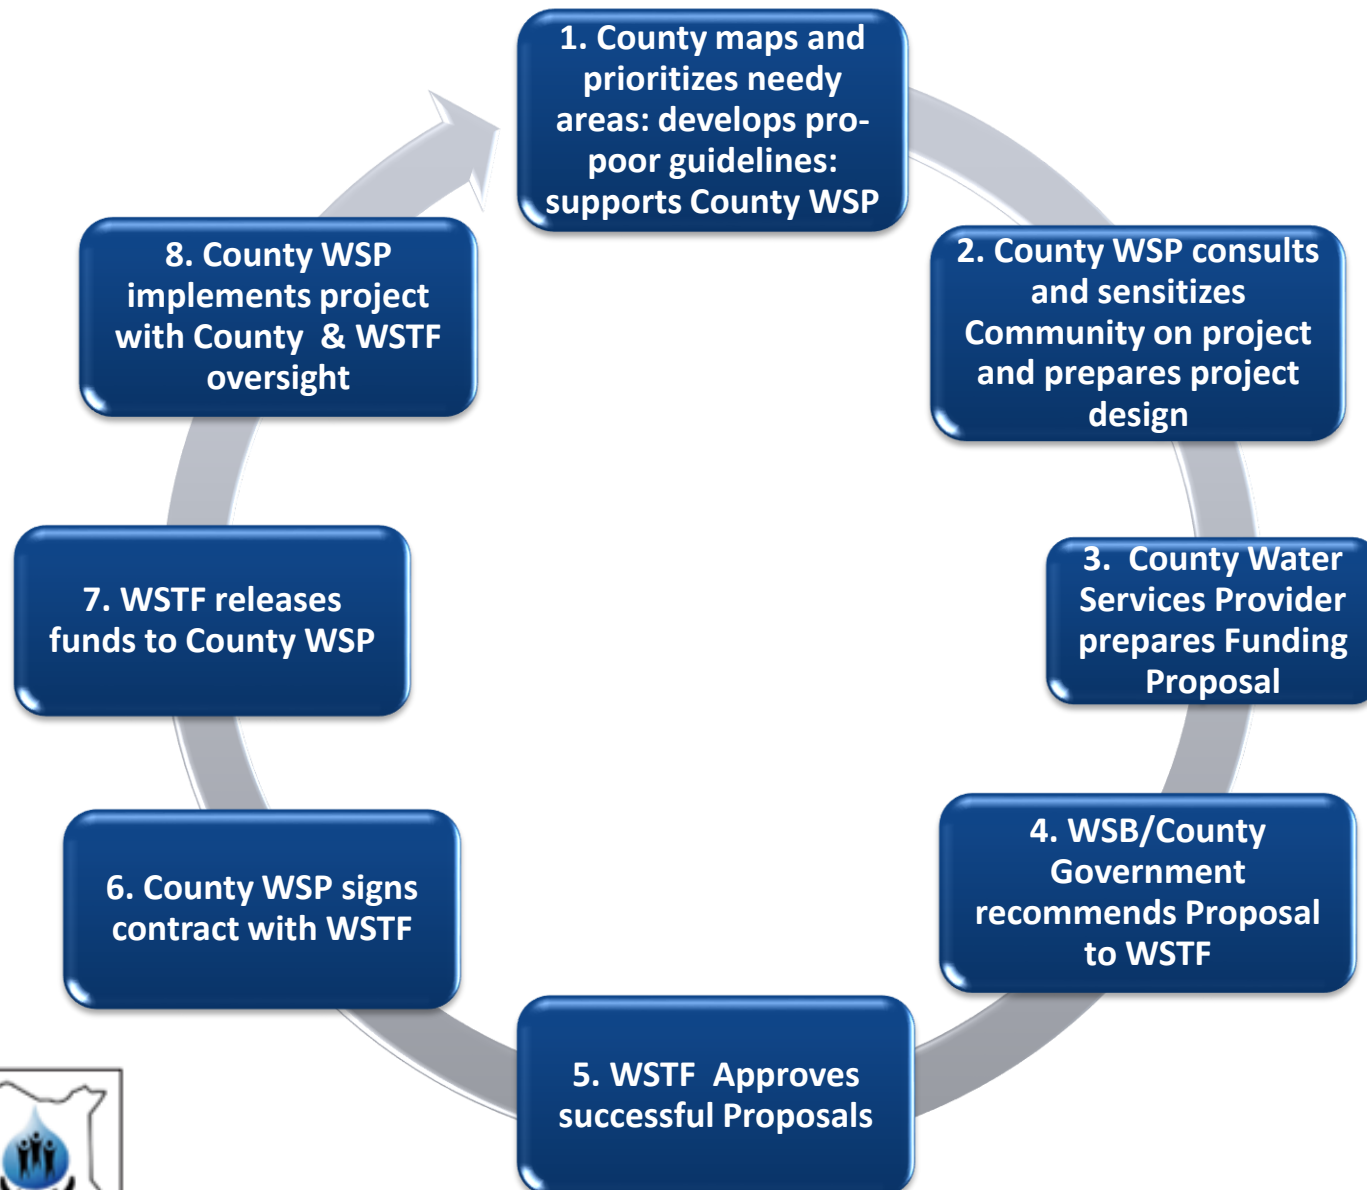 1. County maps and
prioritizes needy
areas: develops pro-
poor guidelines:
supports County WSP
2. County WSP consults
and sensitizes
Community on project
and prepares project
design
3. County Water
Services Provider
prepares Funding
Proposal
4. WSB/County
Government
recommends Proposal
to WSTF
5. WSTF Approves
successful Proposals
6. County WSP signs
contract with WSTF
7. WSTF releases
funds to County WSP
8. County WSP
implements project
with County & WSTF
oversight